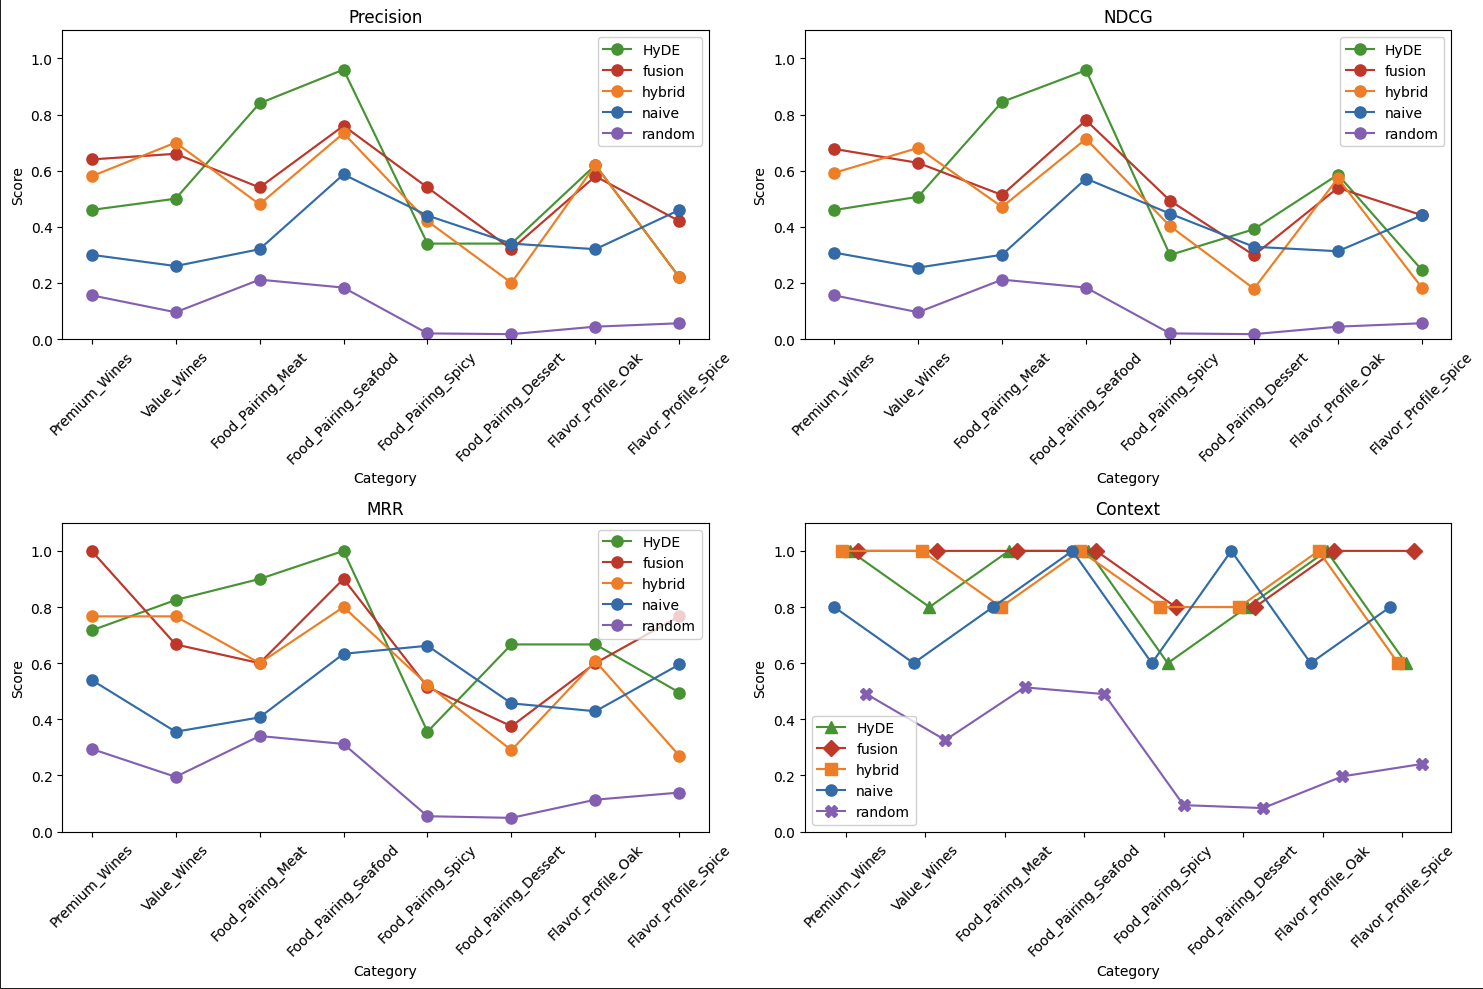 Precision
1.0
0.8
0.6
0.4
0.2
0.0
Score
HyDE
fusion
hybrid
naive
random
Premium_Wines
Value_Wines
Food_Pairing_Meat
Food_Pairing_Seafood
Food_Pairing_Spicy
Food_Pairing_Dessert
Flavor_Profile_Oak
Flavor_Profile_Spice
Category
NDCG
1.0
0.8
0.6
0.4
0.2
0.0
Score
HyDE
fusion
hybrid
naive
random
Premium_Wines
Value_Wines
Food_Pairing_Meat
Food_Pairing_Seafood
Food_Pairing_Spicy
Food_Pairing_Dessert
Flavor_Profile_Oak
Flavor_Profile_Spice
Category
MRR
1.0
0.8
0.6
0.4
0.2
0.0
Score
HyDE
fusion
hybrid
naive
random
Premium_Wines
Value_Wines
Food_Pairing_Meat
Food_Pairing_Seafood
Food_Pairing_Spicy
Food_Pairing_Dessert
Flavor_Profile_Oak
Flavor_Profile_Spice
Category
Context
1.0
0.8
0.6
0.4
0.2
0.0
Score
HyDE
fusion
hybrid
naive
random
Premium_Wines
Value_Wines
Food_Pairing_Meat
Food_Pairing_Seafood
Food_Pairing_Spicy
Food_Pairing_Dessert
Flavor_Profile_Oak
Flavor_Profile_Spice
Category